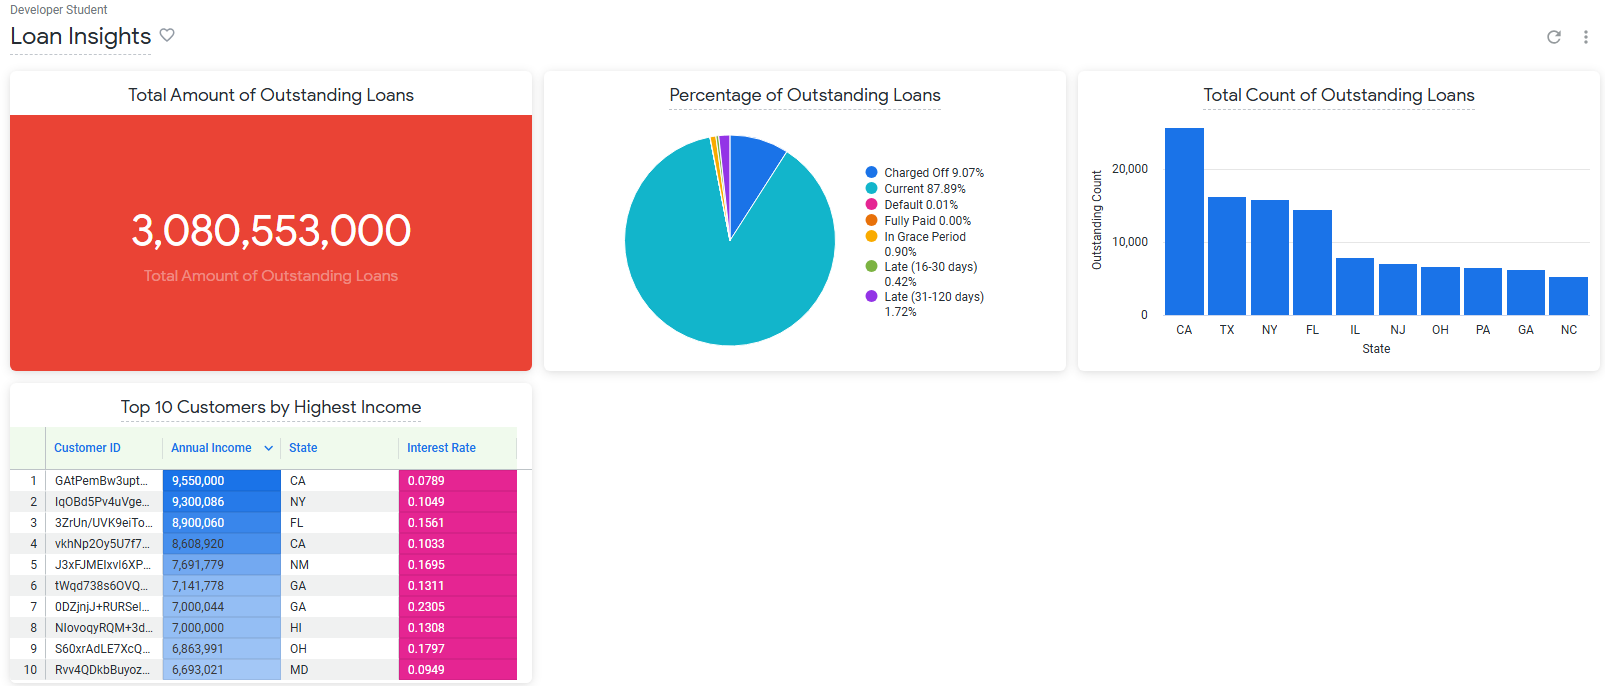 Developer Student
Loan Insights
Total Amount of Outstanding Loans
3,080,553,000
Total Amount of Outstanding Loans
Percentage of Outstanding Loans
Charged Off 9.07%
Current 87.89%
Default 0.01%
Fully Paid 0.00%
In Grace Period
0.90%
Late (16-30 days)
0.42%
Late (31-120 days)
1.72%
Total Count of Outstanding Loans
Outstanding Count
20,000
10,000
0
CA TX NY FL IL NJ OH PA GA NC
State
Top 10 Customers by Highest Income
Customer ID Annual Income State Interest Rate
1 GAtPemBw3upt... 9,550,000 CA 0.0789
2 IqOBd5Pv4uVge... 9,300,086 NY 0.1049
3 3ZrUn/UVK9eiTo... 8,900,060 FL 0.1561
4 vkhNp2Oy5U7f7... 8,608,920 CA 0.1033
5 J3xFJMEIxvI6XP... 7,691,779 NM 0.1695
6 tWqd738s6OVQ... 7,141,778 GA 0.1311
7 0DZjnjJ+RURSeI... 7,000,044 GA 0.2305
8 NIovoqyRQM+3d... 7,000,000 HI 0.1308
9 S60xrAdLE7XcQ... 6,863,991 OH 0.1797
10 Rvv4QDkbBuyoz... 6,693,021 MD 0.0949